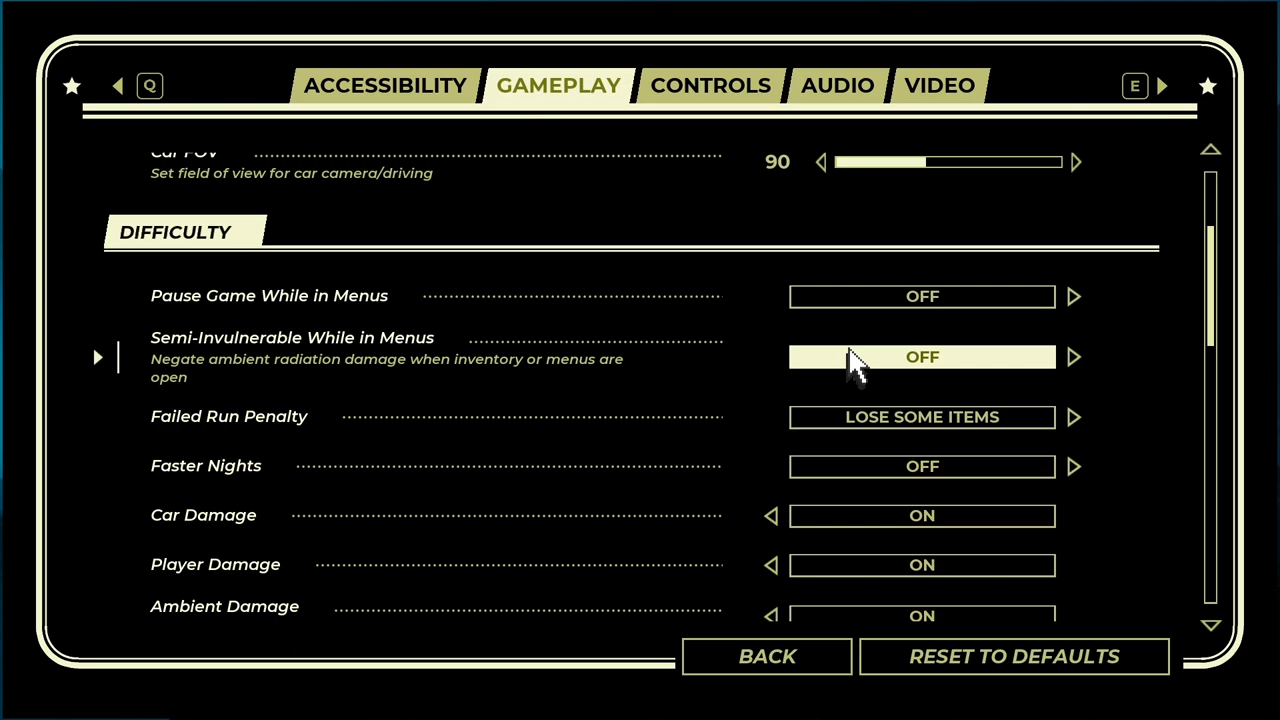 Q ACCESSIBILITY GAMEPLAY CONTROLS AUDIO VIDEO E
Car FOV 90
Set field of view for car camera/driving
DIFFICULTY
Pause Game While in Menus OFF
Semi-Invulnerable While in Menus
Negate ambient radiation damage when inventory or menus are
open
OFF
Failed Run Penalty LOSE SOME ITEMS
Faster Nights OFF
Car Damage ON
Player Damage ON
Ambient Damage ON
BACK RESET TO DEFAULTS